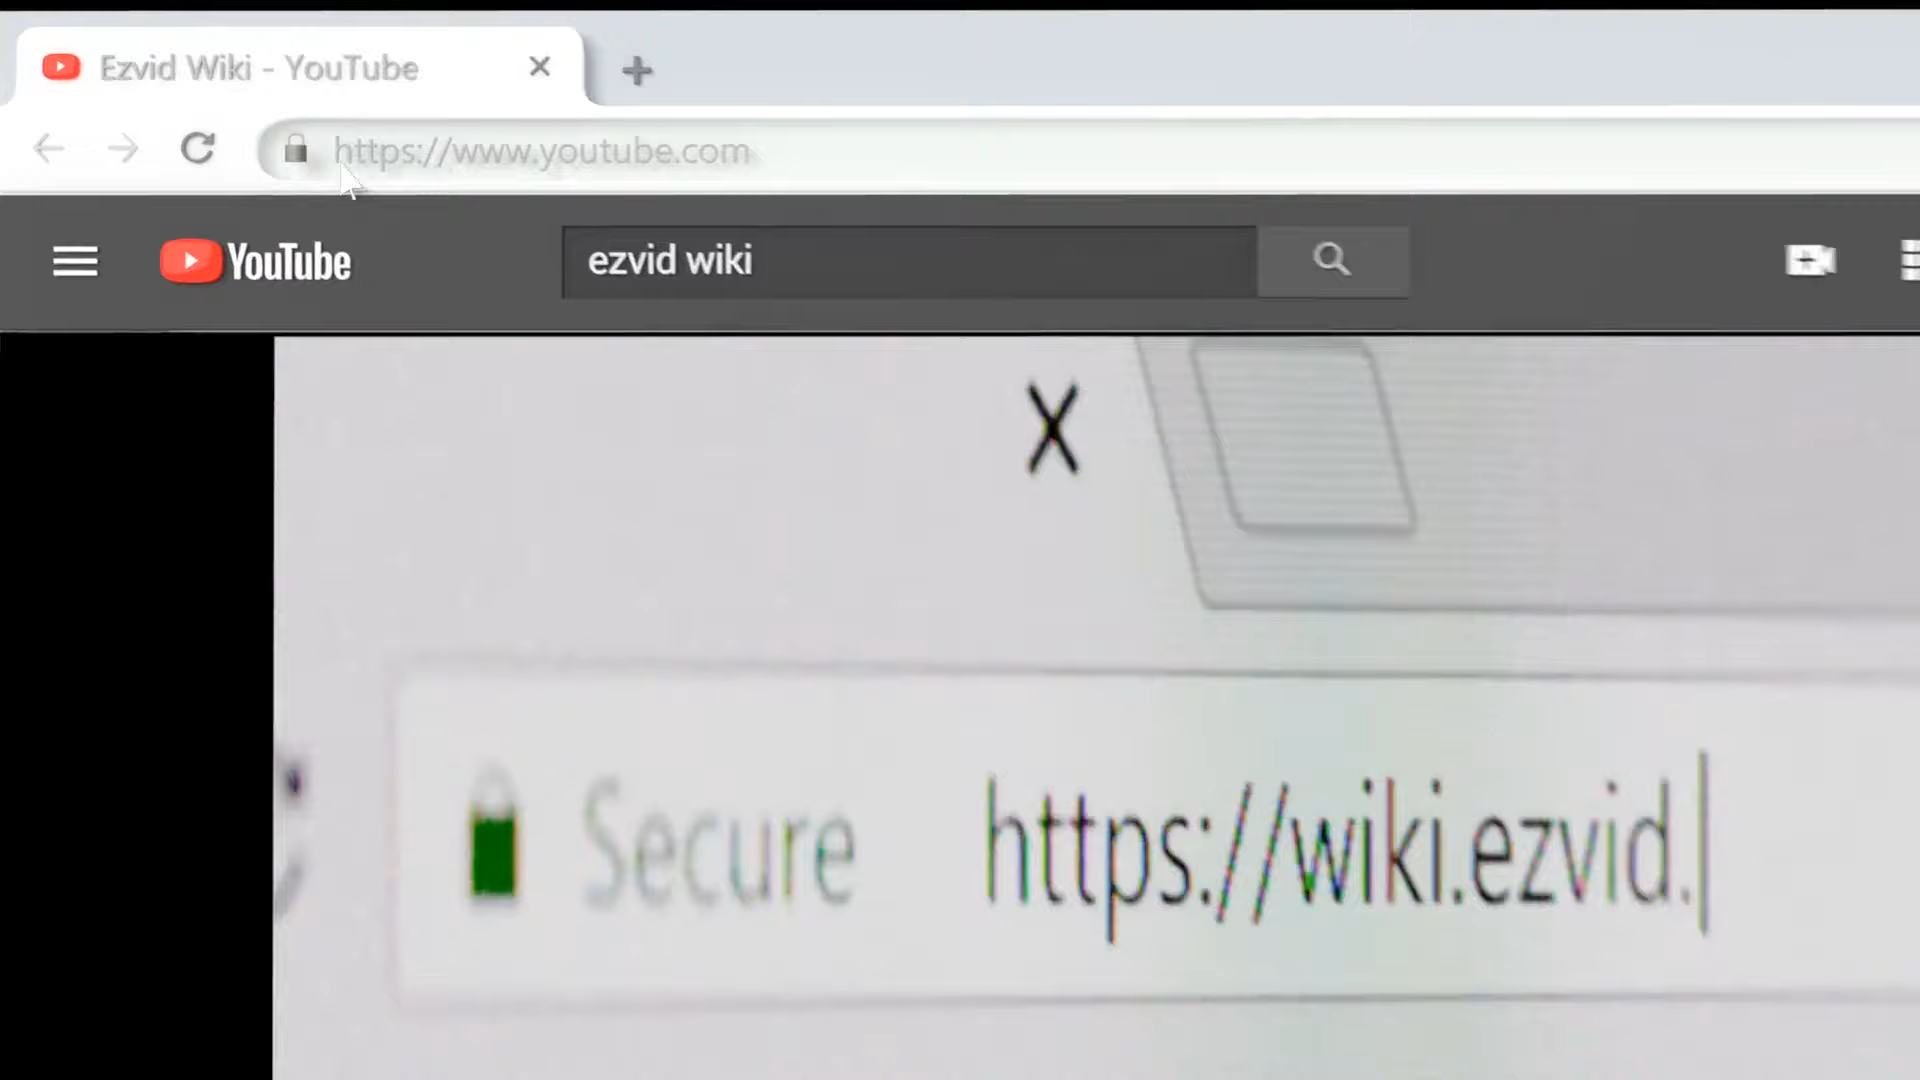 Ezvid Wiki - YouTube
https://www.youtube.com
YouTube
ezvid wiki
X
Secure https://wiki.ezvid.